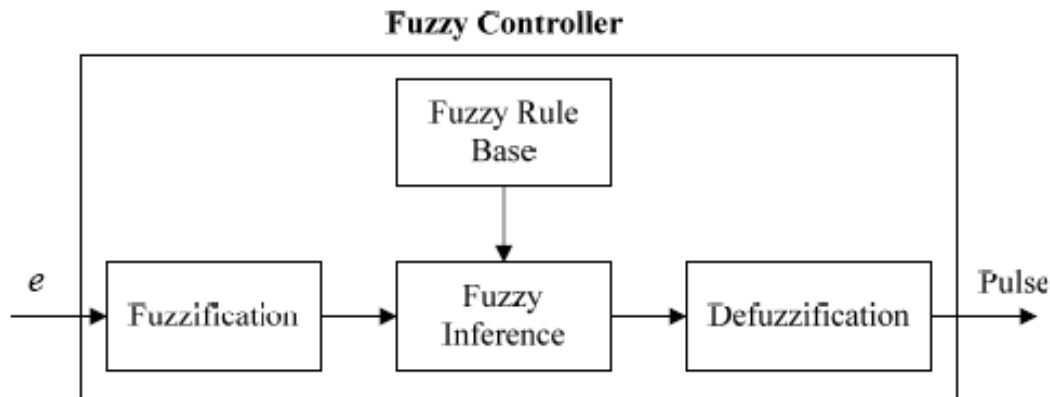 Fuzzy Controller
Fuzzy Rule
Base
e
Fuzzification
Fuzzy
Inference
Defuzzification
Pulse